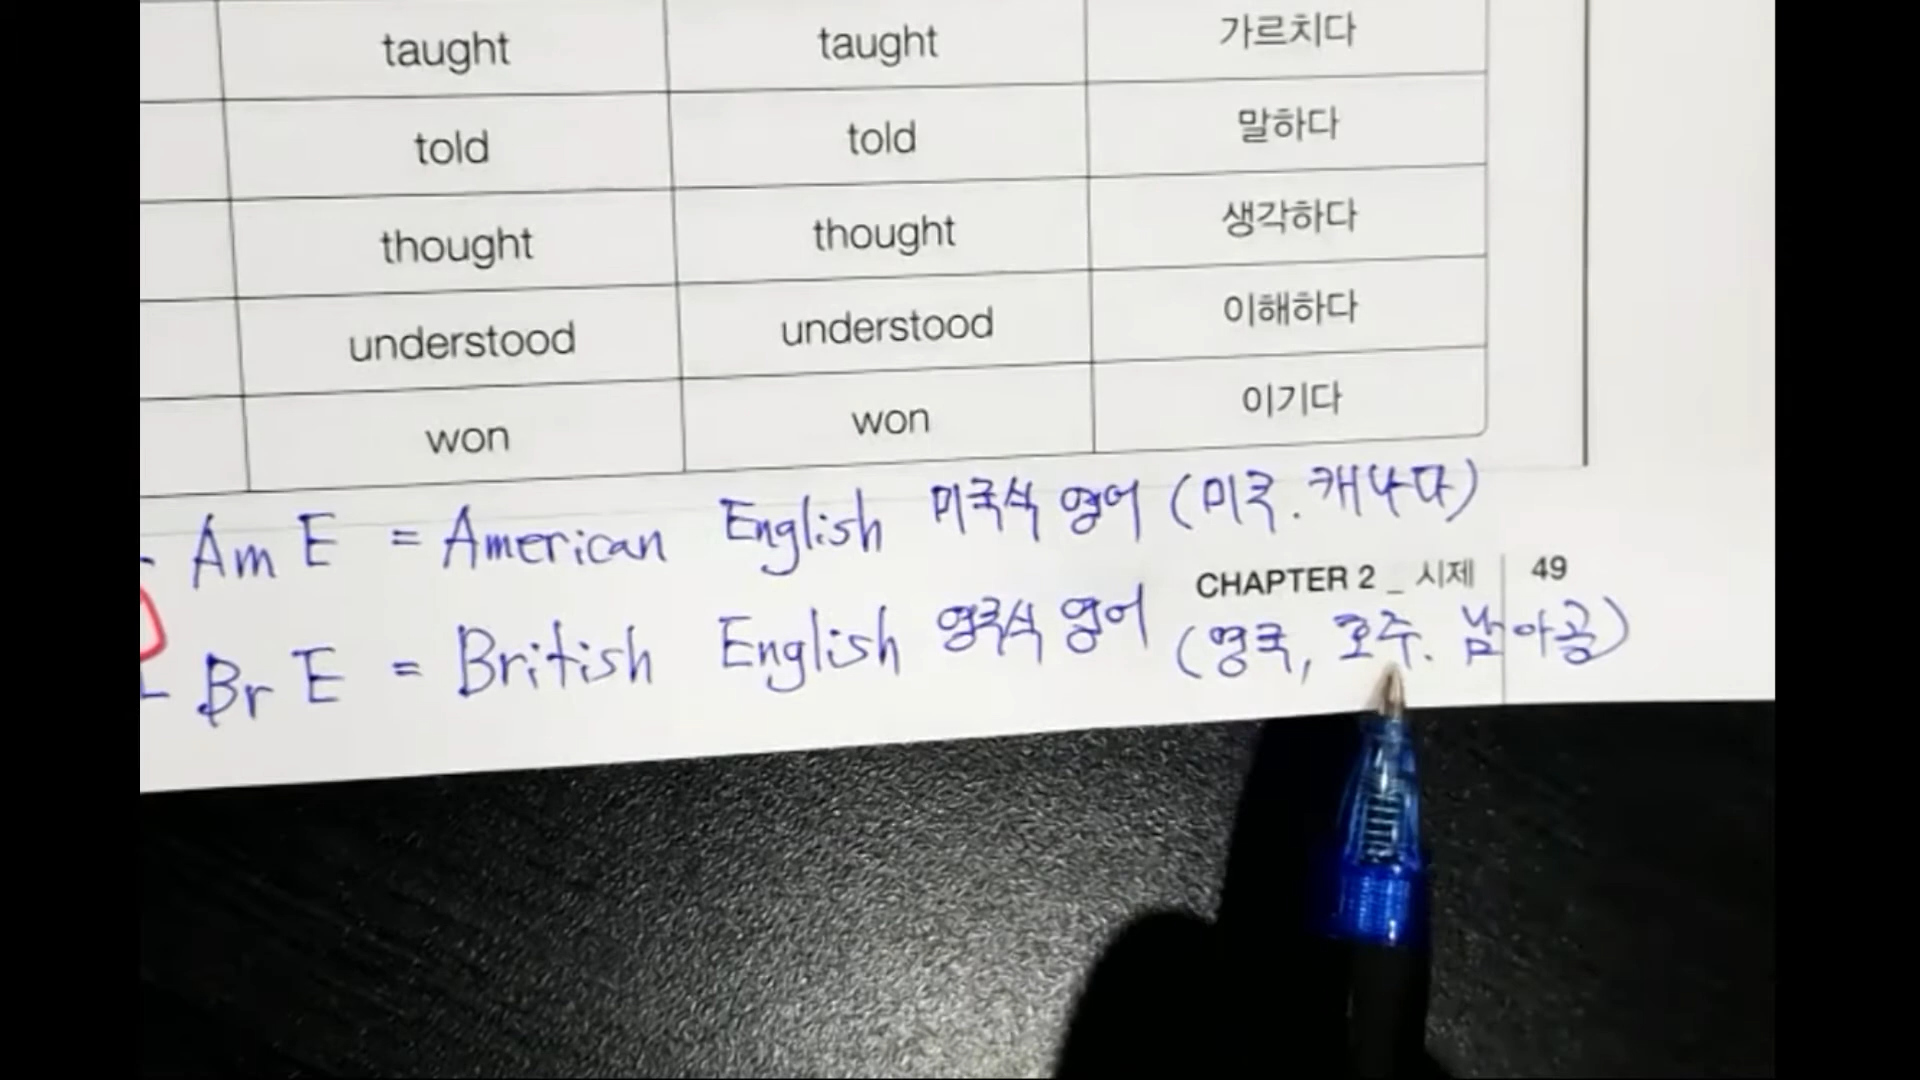 taught taught 가르치다
told told 말하다
thought thought 생각하다
understood understood 이해하다
won won 이기다
- Am E = American English 미국식 영어 (미국. 캐나다)
CHAPTER 2 _ 시제 49
- Br E = British English 영국식 영어 (영국, 호주. 남아공)